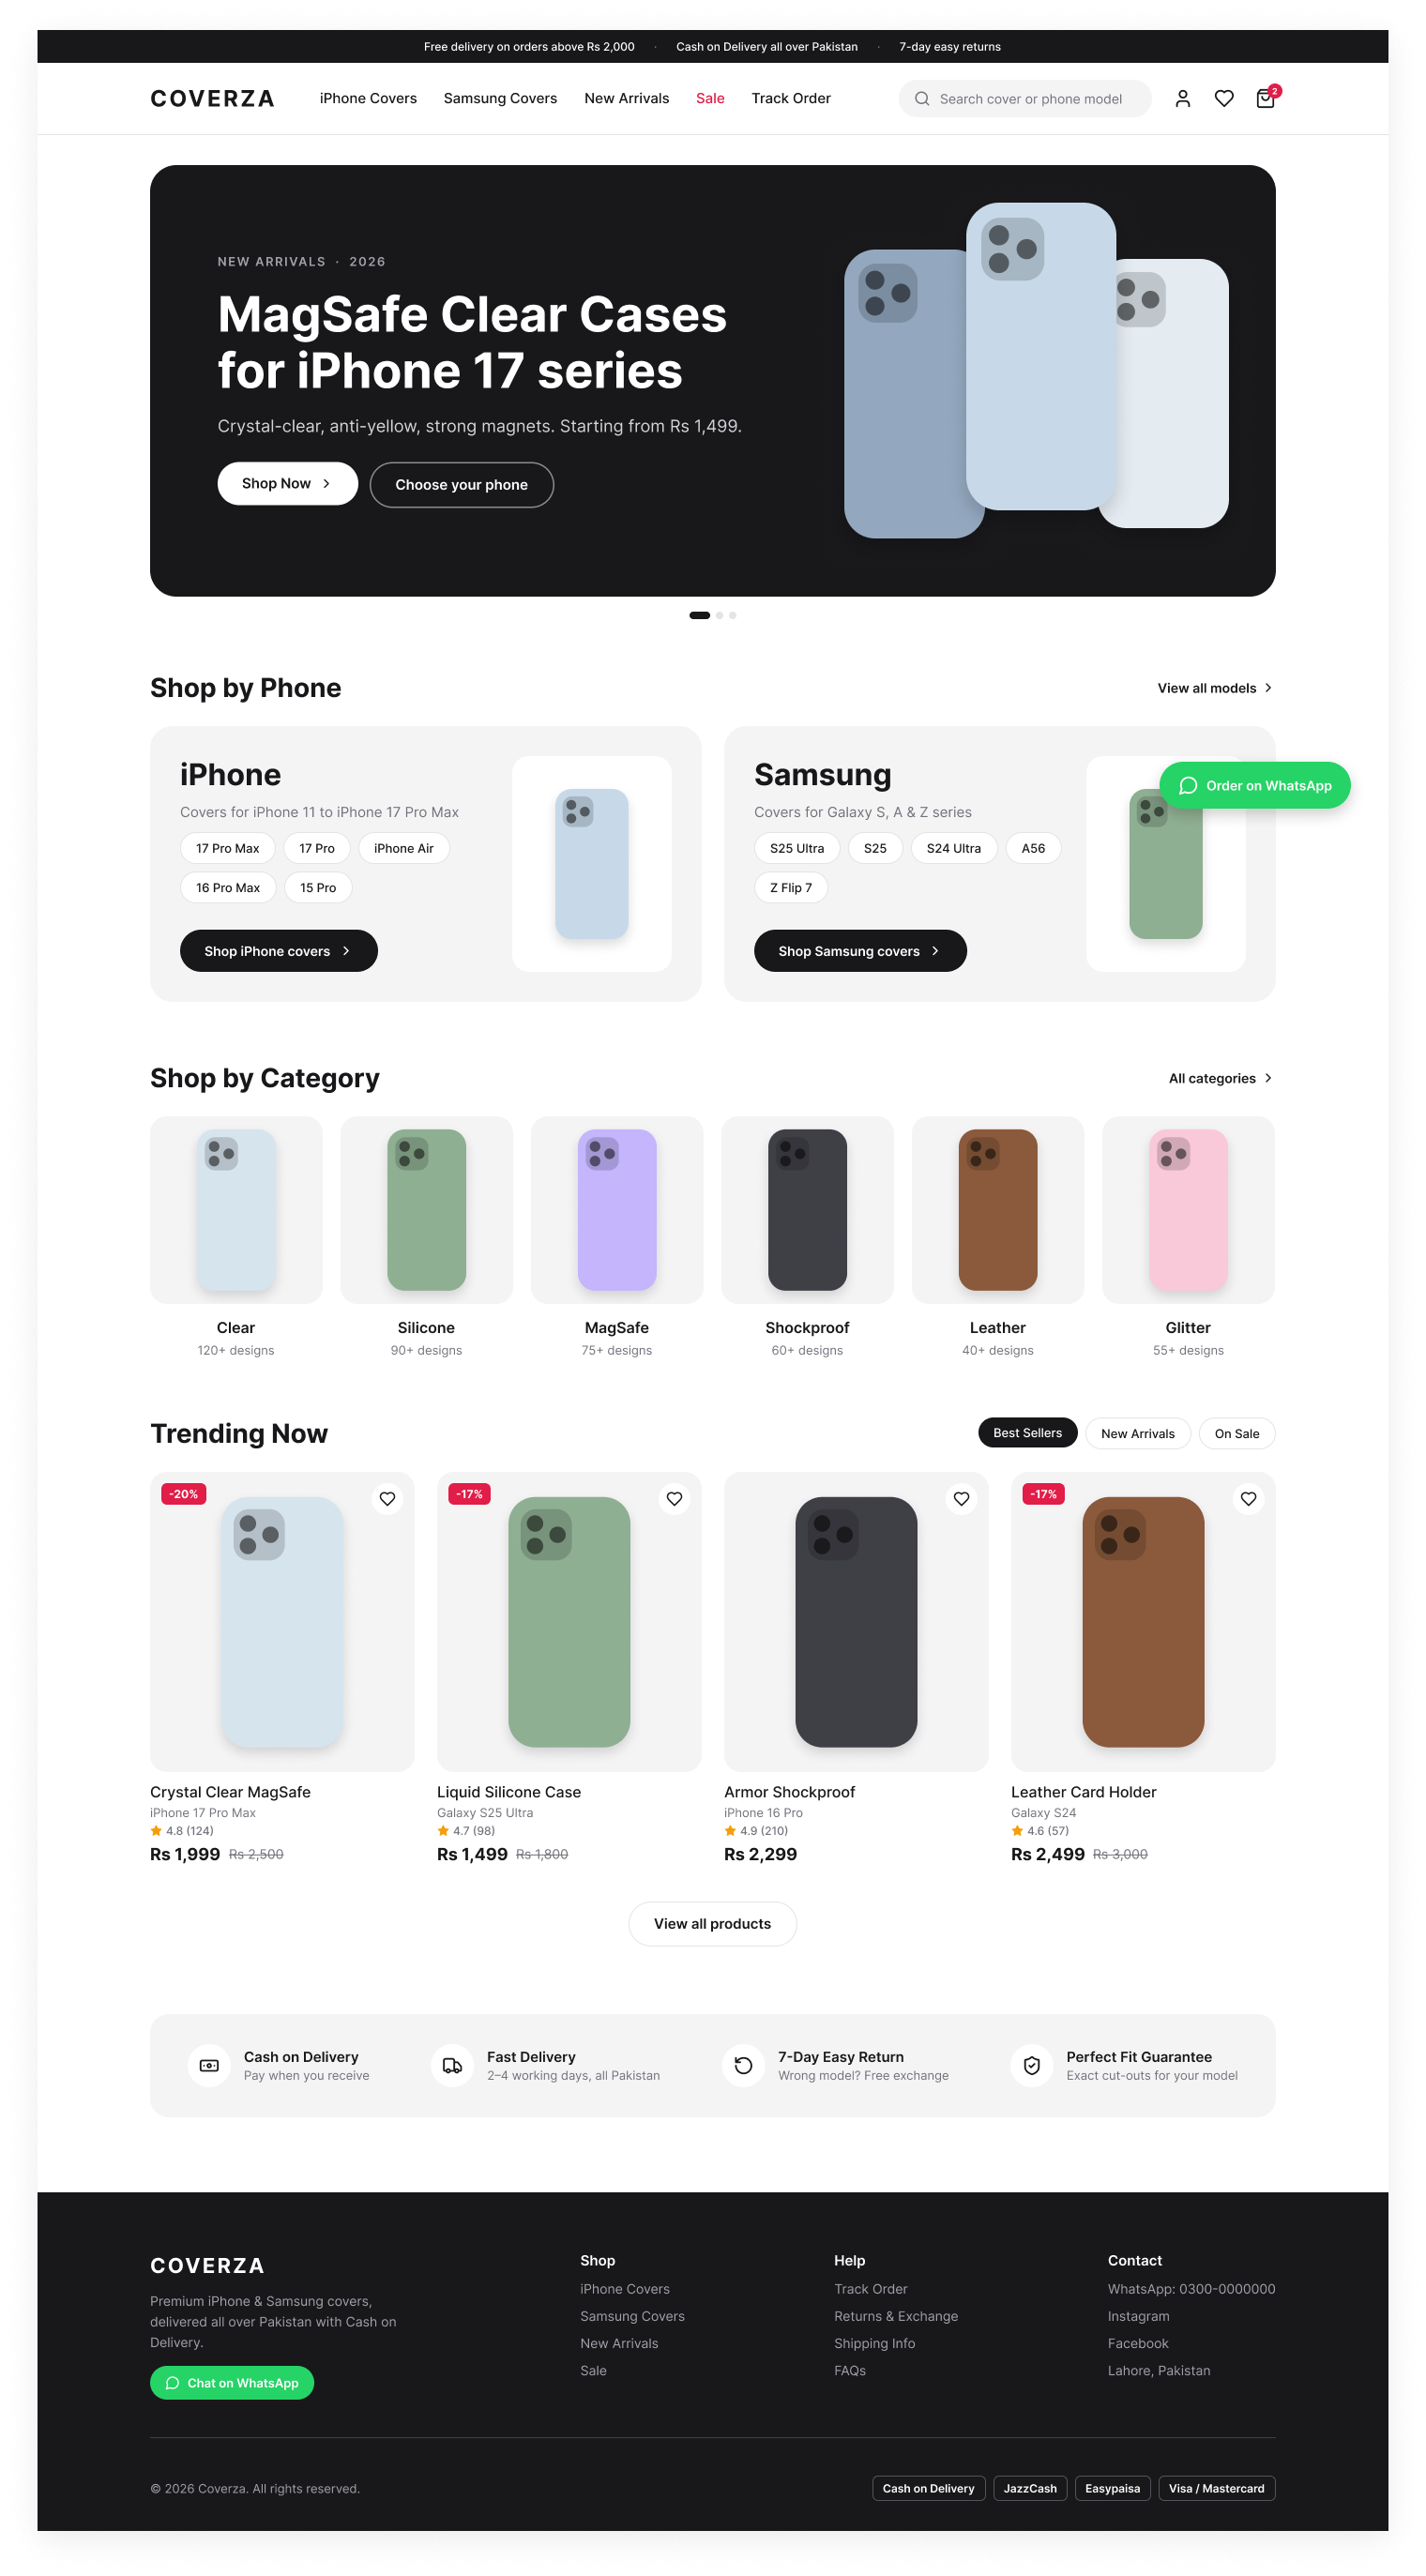 Free delivery on orders above Rs 2,000 · Cash on Delivery all over Pakistan · 7-day easy returns
COVERZA
iPhone Covers
Samsung Covers
New Arrivals
Sale
Track Order
Search cover or phone model
2
NEW ARRIVALS · 2026
MagSafe Clear Cases
for iPhone 17 series
Crystal-clear, anti-yellow, strong magnets. Starting from Rs 1,499.
Shop Now
Choose your phone
Shop by Phone
View all models
iPhone
Covers for iPhone 11 to iPhone 17 Pro Max
17 Pro Max
17 Pro
iPhone Air
16 Pro Max
15 Pro
Shop iPhone covers
Samsung
Covers for Galaxy S, A & Z series
S25 Ultra
S25
S24 Ultra
A56
Z Flip 7
Shop Samsung covers
Order on WhatsApp
Shop by Category
All categories
Clear
120+ designs
Silicone
90+ designs
MagSafe
75+ designs
Shockproof
60+ designs
Leather
40+ designs
Glitter
55+ designs
Trending Now
Best Sellers
New Arrivals
On Sale
-20%
Crystal Clear MagSafe
iPhone 17 Pro Max
4.8 (124)
Rs 1,999 Rs 2,500
-17%
Liquid Silicone Case
Galaxy S25 Ultra
4.7 (98)
Rs 1,499 Rs 1,800
Armor Shockproof
iPhone 16 Pro
4.9 (210)
Rs 2,299
-17%
Leather Card Holder
Galaxy S24
4.6 (57)
Rs 2,499 Rs 3,000
View all products
Cash on Delivery
Pay when you receive
Fast Delivery
2–4 working days, all Pakistan
7-Day Easy Return
Wrong model? Free exchange
Perfect Fit Guarantee
Exact cut-outs for your model
COVERZA
Premium iPhone & Samsung covers,
delivered all over Pakistan with Cash on
Delivery.
Chat on WhatsApp
Shop
iPhone Covers
Samsung Covers
New Arrivals
Sale
Help
Track Order
Returns & Exchange
Shipping Info
FAQs
Contact
WhatsApp: 0300-0000000
Instagram
Facebook
Lahore, Pakistan
© 2026 Coverza. All rights reserved.
Cash on Delivery
JazzCash
Easypaisa
Visa / Mastercard